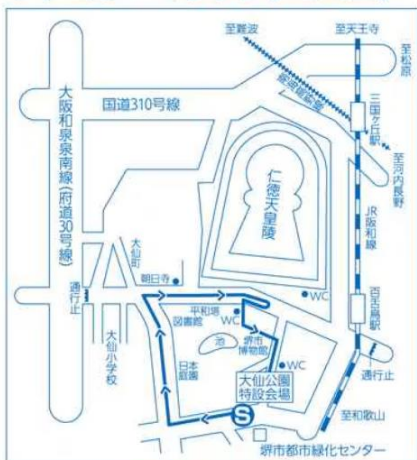 至難波
至天王寺
至松原
南海高野線
三国ヶ丘駅
国道310号線
大阪和泉泉南線(府道30号線)
仁徳天皇陵
至河内長野
JR阪和線
大仙町
朝日寺
通行止
大仙小学校
平和塔
図書館
WC
WC
百舌鳥駅
池
堺市
博物館
WC
日本庭園
大仙公園
特設会場
通行止
S
至和歌山
堺市都市緑化センター